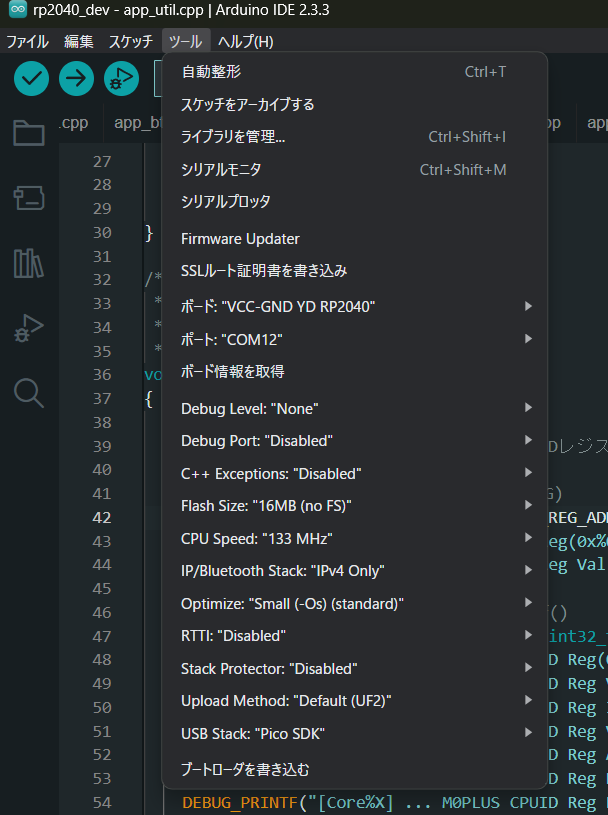 rp2040_dev - app_util.cpp | Arduino IDE 2.3.3
ファイル 編集 スケッチ ツール ヘルプ(H)
.cpp app_bt
自動整形 Ctrl+T
スケッチをアーカイブする
ライブラリを管理... Ctrl+Shift+I
シリアルモニタ Ctrl+Shift+M
シリアルプロッタ
Firmware Updater
SSLルート証明書を書き込み
ボード: "VCC-GND YD RP2040"
ポート: "COM12"
ボード情報を取得
Debug Level: "None"
Debug Port: "Disabled"
C++ Exceptions: "Disabled"
Flash Size: "16MB (no FS)"
CPU Speed: "133 MHz"
IP/Bluetooth Stack: "IPv4 Only"
Optimize: "Small (-Os) (standard)"
RTTI: "Disabled"
Stack Protector: "Disabled"
Upload Method: "Default (UF2)"
USB Stack: "Pico SDK"
ブートローダを書き込む
27
28
29
30 }
31
32 /*
33 *
34 *
35 *
36 vo
37 {
38
39 Dレジス
40
41 G)
42 _REG_AD
43 eg(0x%
44 eg Val
45
46 ()
47 int32_
48 D Reg(
49 D Reg
50 D Reg
51 D Reg
52 D Reg
53 D Reg
54 DEBUG_PRINTF("[Core%X] ... M0PLUS CPUID Reg